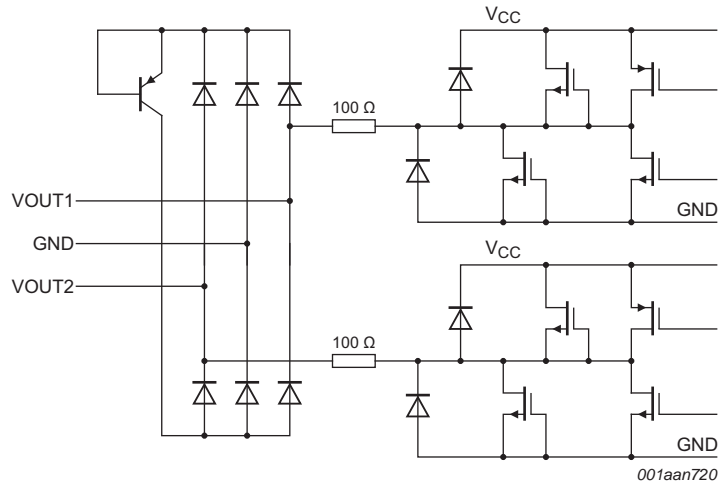 VCC
100 Ω
VOUT1
GND
GND
VCC
VOUT2
100 Ω
GND
001aan720